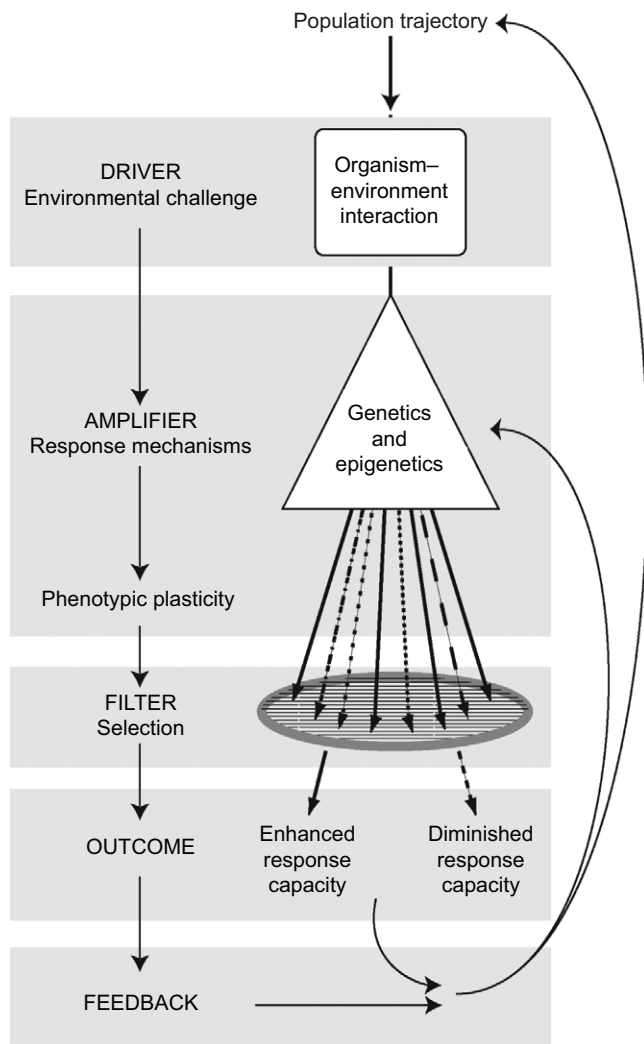 Population trajectory
DRIVER
Environmental challenge
Organism–
environment
interaction
AMPLIFIER
Response mechanisms
Genetics
and
epigenetics
Phenotypic plasticity
FILTER
Selection
OUTCOME
Enhanced
response
capacity
Diminished
response
capacity
FEEDBACK